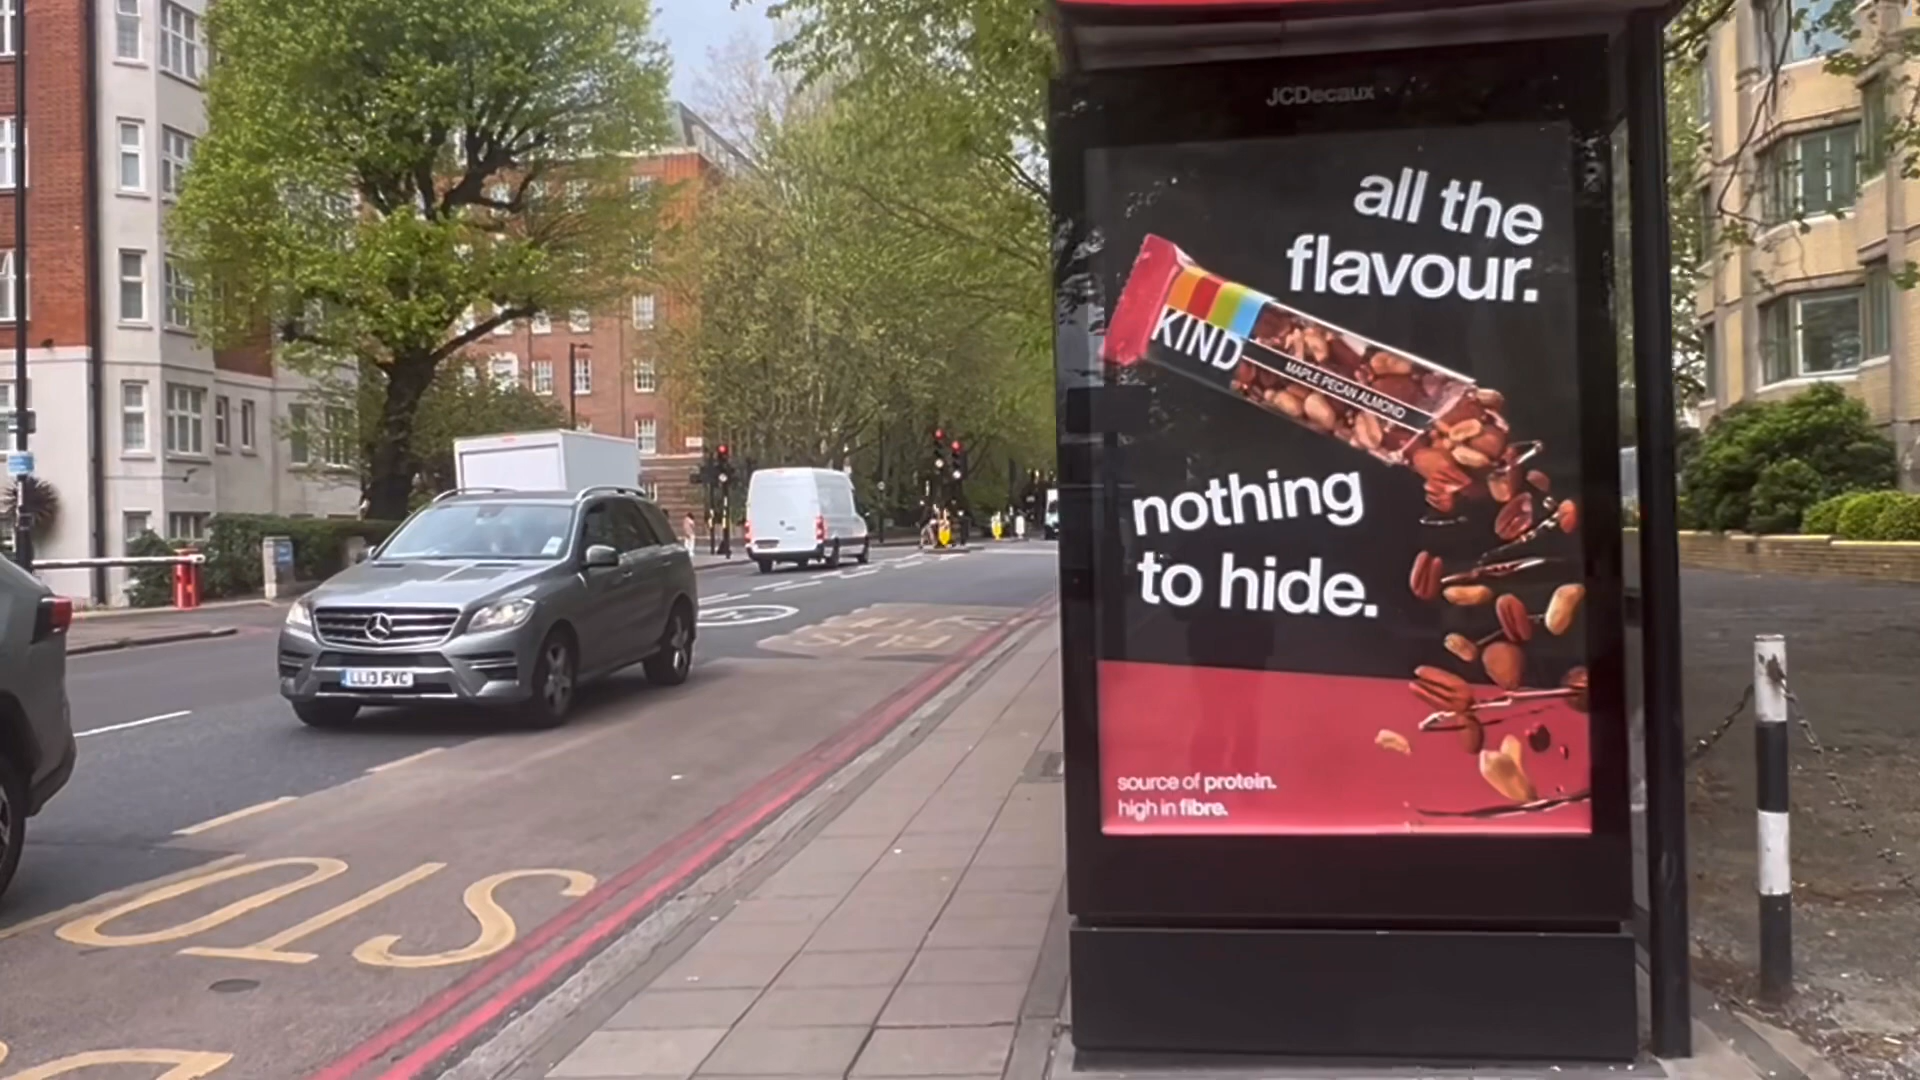 JCDecaux
all the
flavour.
KIND
MAPLE PECAN ALMOND
nothing
to hide.
source of protein.
high in fibre.
LL13 FVC